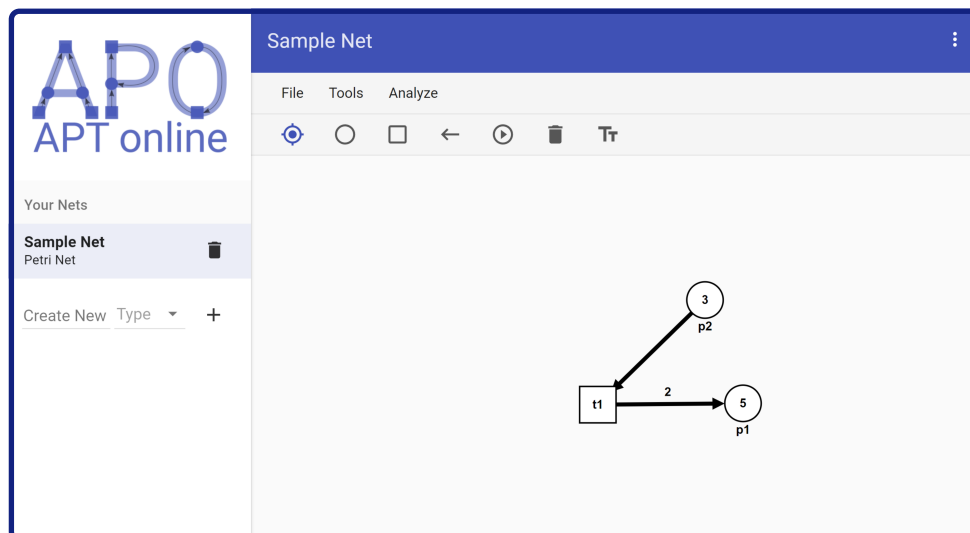 APO
APT online
Sample Net
File Tools Analyze
Tт
Your Nets
Sample Net
Petri Net
Create New Type
3
p2
t1
2
5
p1